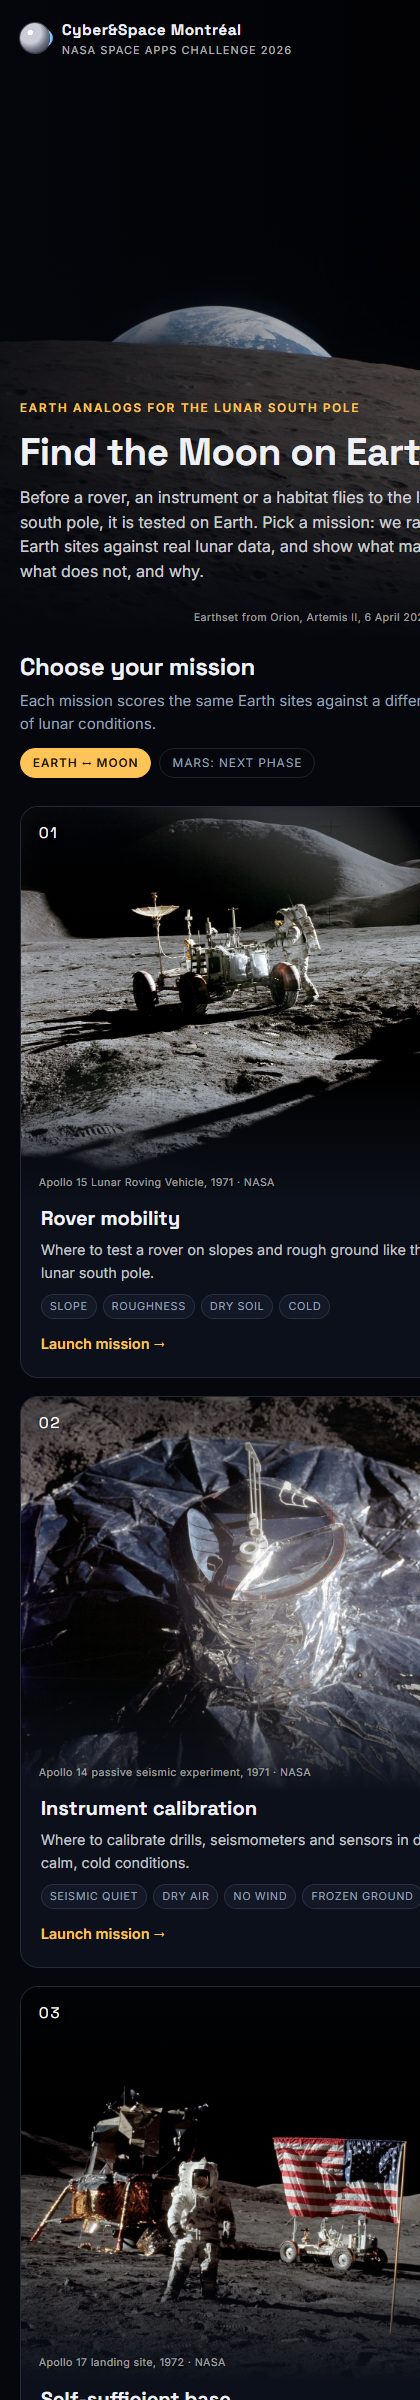 Cyber&Space Montréal
NASA SPACE APPS CHALLENGE 2026
EARTH ANALOGS FOR THE LUNAR SOUTH POLE
Find the Moon on Eart
Before a rover, an instrument or a habitat flies to the l
south pole, it is tested on Earth. Pick a mission: we ra
Earth sites against real lunar data, and show what ma
what does not, and why.
Earthset from Orion, Artemis II, 6 April 202
Choose your mission
Each mission scores the same Earth sites against a differ
of lunar conditions.
EARTH ↔ MOON
MARS: NEXT PHASE
01
Apollo 15 Lunar Roving Vehicle, 1971 · NASA
Rover mobility
Where to test a rover on slopes and rough ground like th
lunar south pole.
SLOPE
ROUGHNESS
DRY SOIL
COLD
Launch mission →
02
Apollo 14 passive seismic experiment, 1971 · NASA
Instrument calibration
Where to calibrate drills, seismometers and sensors in d
calm, cold conditions.
SEISMIC QUIET
DRY AIR
NO WIND
FROZEN GROUND
Launch mission →
03
Apollo 17 landing site, 1972 · NASA
Self-sufficient base